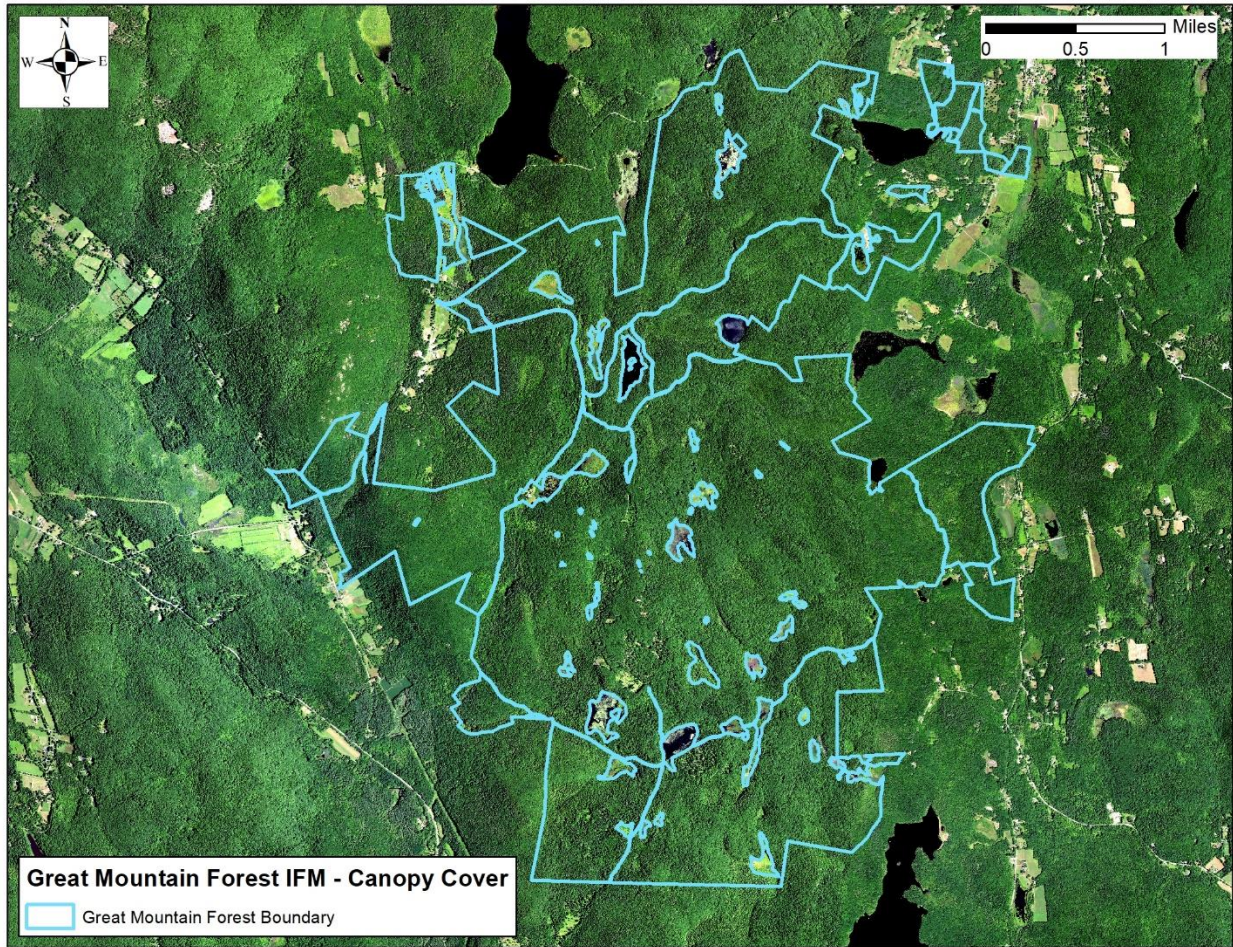 N
W E
S
Miles
0 0.5 1
Great Mountain Forest IFM - Canopy Cover
Great Mountain Forest Boundary